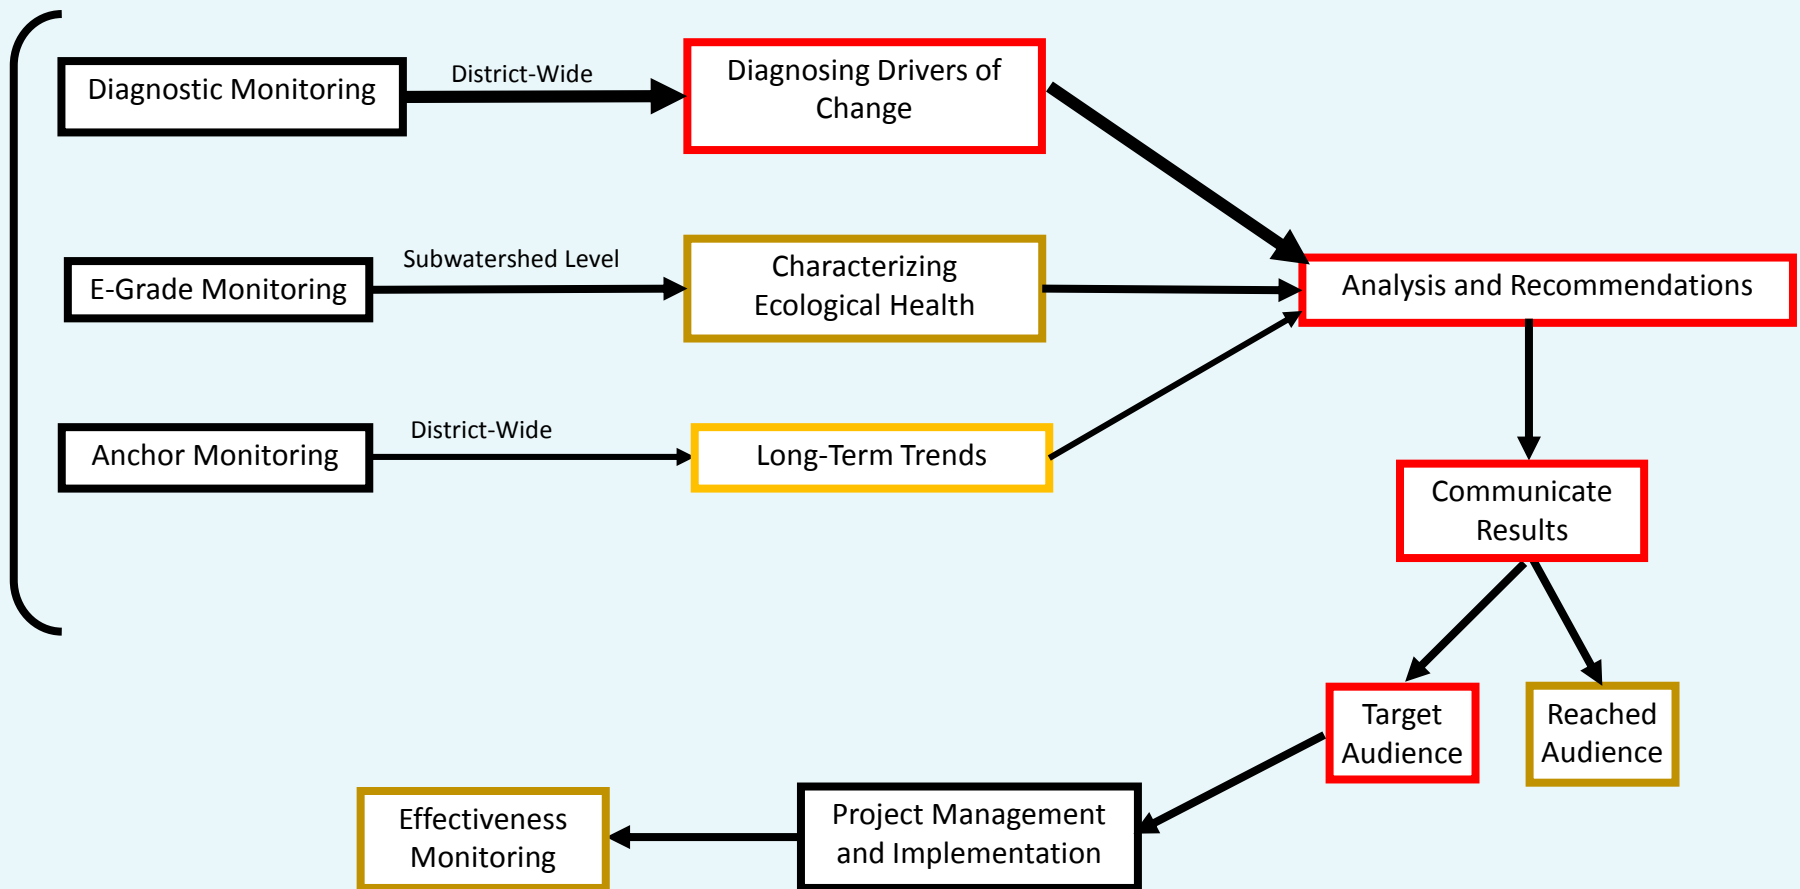 Diagnostic Monitoring
District-Wide
Diagnosing Drivers of
Change
E-Grade Monitoring
Subwatershed Level
Characterizing
Ecological Health
Analysis and Recommendations
Anchor Monitoring
District-Wide
Long-Term Trends
Communicate
Results
Target
Audience
Reached
Audience
Project Management
and Implementation
Effectiveness
Monitoring